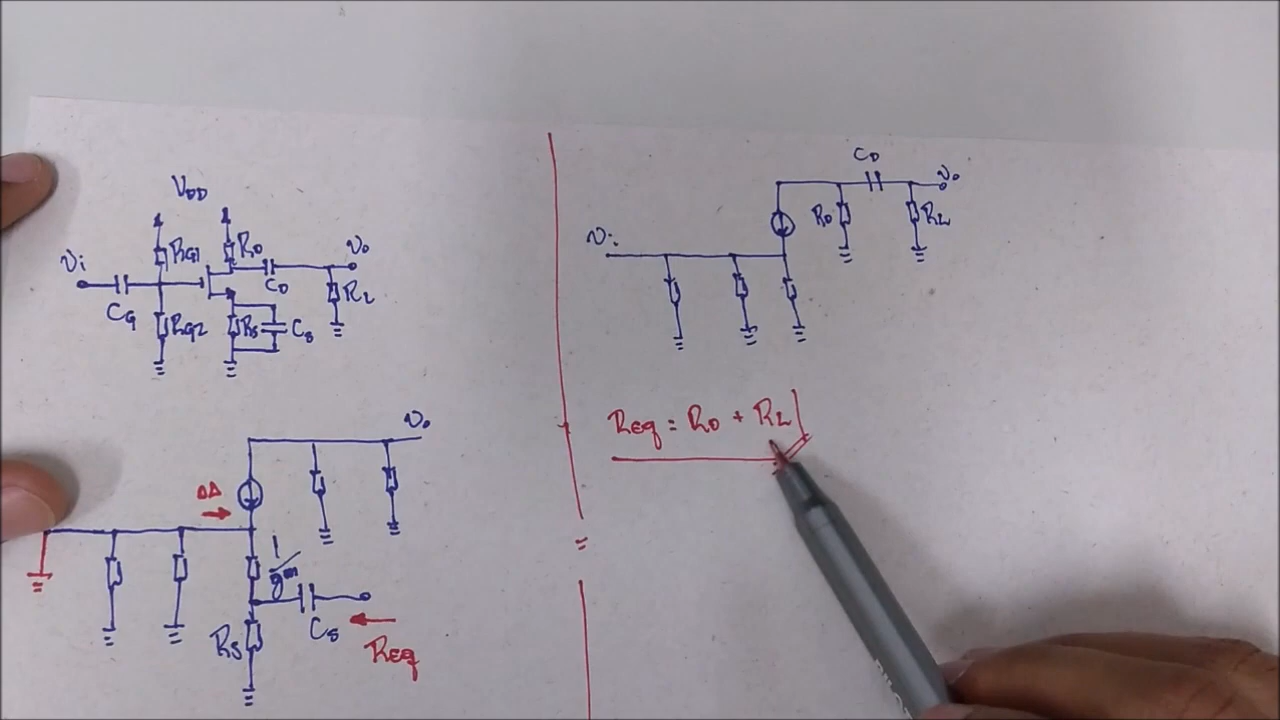 VDD
RG1
RD
vi
vo
CG
CD
RL
RG2
RS
CS
vo
ΔΔ
1/gm
CS
RS
Req
CD
vo
RD
RL
vi
Req = RD + RL